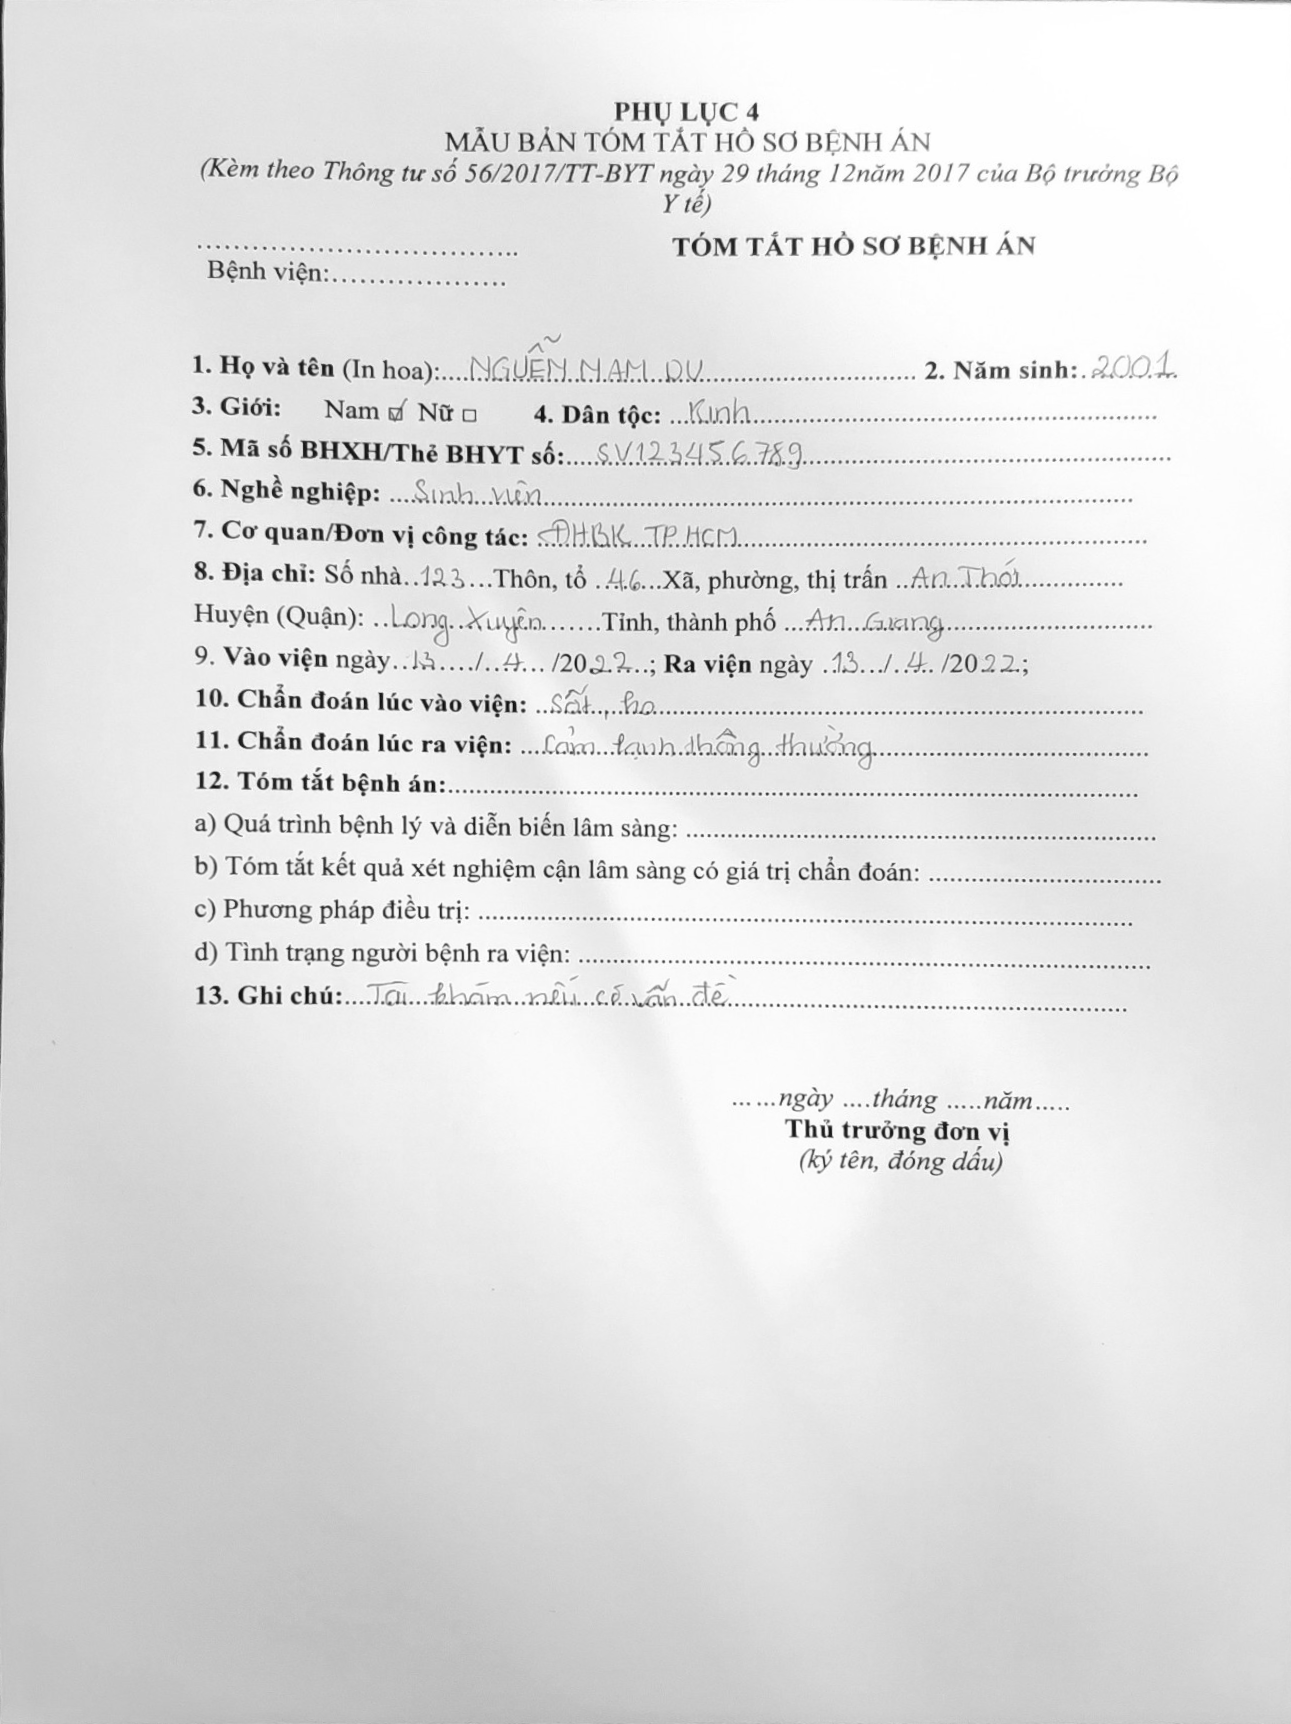 PHỤ LỤC 4
MẪU BẢN TÓM TẮT HỒ SƠ BỆNH ÁN
(Kèm theo Thông tư số 56/2017/TT-BYT ngày 29 tháng 12năm 2017 của Bộ trưởng Bộ
Y tế)
......................................
TÓM TẮT HỒ SƠ BỆNH ÁN
Bệnh viện:....................
1. Họ và tên (In hoa):....NGUỄN NAM DU.......................... 2. Năm sinh:.2001.
3. Giới: Nam ☑ Nữ □ 4. Dân tộc: ...Kinh..................................................
5. Mã số BHXH/Thẻ BHYT số:....SV123456789..........................................
6. Nghề nghiệp: ...Sinh viên......................................................................
7. Cơ quan/Đơn vị công tác: ..ĐHBK TP.HCM..................................................
8. Địa chỉ: Số nhà..123...Thôn, tổ ..46...Xã, phường, thị trấn ..An Thới.............
Huyện (Quận): ..Long Xuyên.......Tỉnh, thành phố ...An Giang.........................
9. Vào viện ngày..13..../..4... /2022..; Ra viện ngày ..13.../..4.. /2022.;
10. Chẩn đoán lúc vào viện: ..Sốt, ho............................................................
11. Chẩn đoán lúc ra viện: ...Cảm lạnh thông thường...................................
12. Tóm tắt bệnh án:..............................................................................
a) Quá trình bệnh lý và diễn biến lâm sàng: ..................................................
b) Tóm tắt kết quả xét nghiệm cận lâm sàng có giá trị chẩn đoán: .........................
c) Phương pháp điều trị: ........................................................................
d) Tình trạng người bệnh ra viện: ..............................................................
13. Ghi chú:....Tái khám nếu có vấn đề..................................................
......ngày ....tháng .....năm.....
Thủ trưởng đơn vị
(ký tên, đóng dấu)